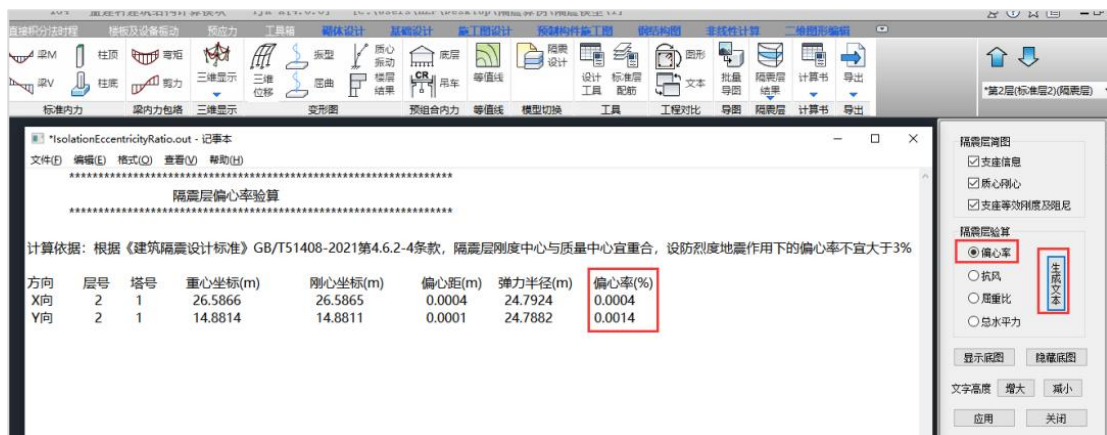 直接积分法时程 楼板及设备振动 预应力 工具箱 砌体设计 基础设计 施工图设计 预制构件施工图 钢结构图 非线性计算 二维图形编辑
梁M 柱顶 弯矩 三维显示 三维位移 振型 质心振动 底层 等值线 隔震设计 设计工具 标准层配筋 图形 批量导图 隔震层结果 计算书 导出
梁V 柱底 剪力 屈曲 楼层结果 吊车 文本
标准内力 梁内力包络 三维显示 变形图 预组合内力 等值线 模型切换 工具 工程对比 导图 隔震层 计算书 导出
*第2层(标准层2)(隔震层)
*IsolationEccentricityRatio.out - 记事本
文件(F) 编辑(E) 格式(O) 查看(V) 帮助(H)
******************************************************************
隔震层偏心率验算
******************************************************************
计算依据：根据《建筑隔震设计标准》GB/T51408-2021第4.6.2-4条款，隔震层刚度中心与质量中心宜重合，设防烈度地震作用下的偏心率不宜大于3%
方向 层号 塔号 重心坐标(m) 刚心坐标(m) 偏心距(m) 弹力半径(m) 偏心率(%)
X向 2 1 26.5866 26.5865 0.0004 24.7924 0.0004
Y向 2 1 14.8814 14.8811 0.0001 24.7882 0.0014
隔震层简图
支座信息
质心刚心
支座等效刚度及阻尼
隔震层验算
偏心率
抗风
屈重比
总水平力
生成文本
显示底图 隐藏底图
文字高度 增大 减小
应用 关闭